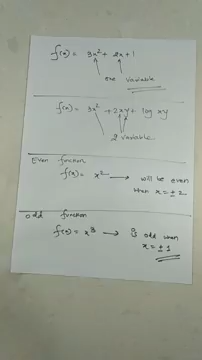 f(x) = 3x² + 2x + 1
one variable
f(x) = 3x² + 2xy + log xy
2 variable
Even function
f(x) = x² → will be even
when x = ± 2
odd function
f(x) = x³ → is odd when
x = ± 1